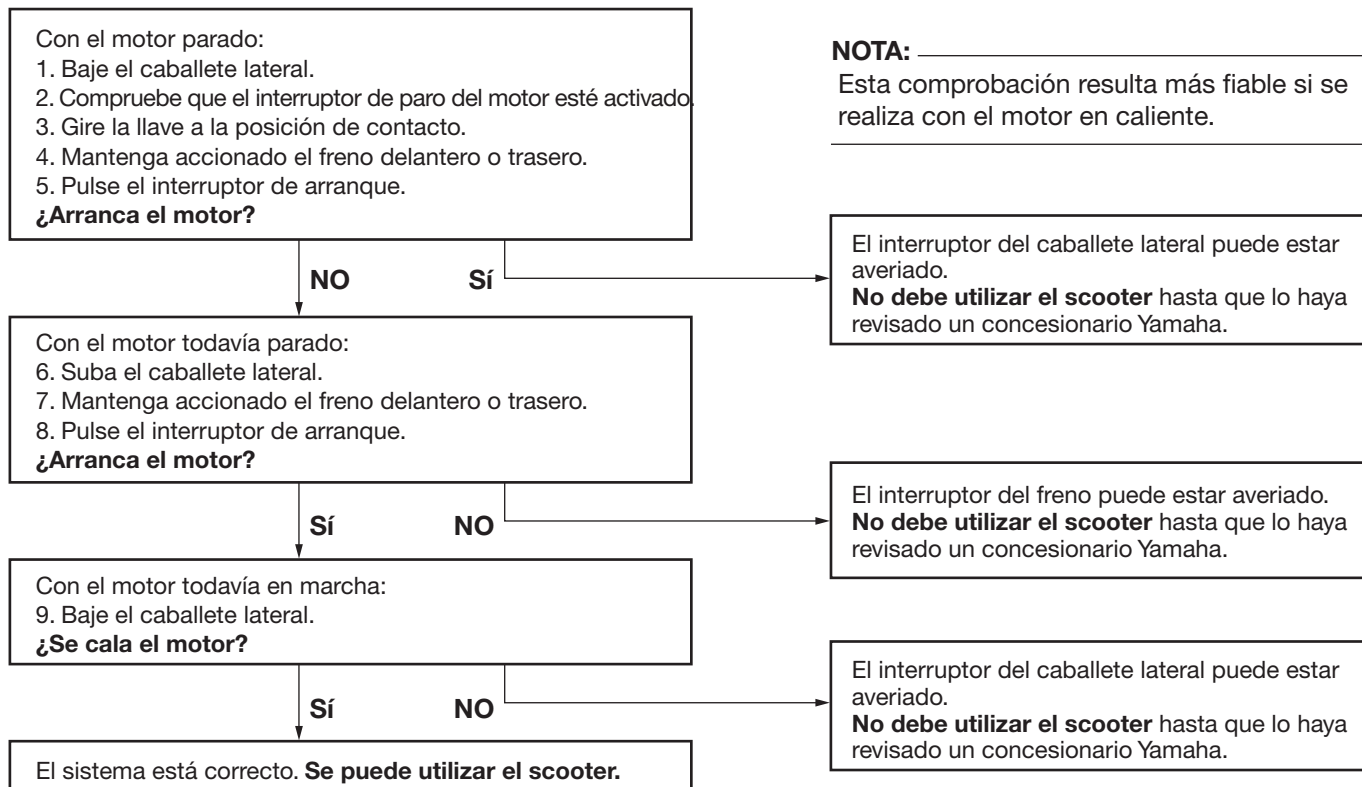 Con el motor parado:
1. Baje el caballete lateral.
2. Compruebe que el interruptor de paro del motor esté activado.
3. Gire la llave a la posición de contacto.
4. Mantenga accionado el freno delantero o trasero.
5. Pulse el interruptor de arranque.
¿Arranca el motor?
NOTA:
Esta comprobación resulta más fiable si se
realiza con el motor en caliente.
NO
Sí
El interruptor del caballete lateral puede estar
averiado.
No debe utilizar el scooter hasta que lo haya
revisado un concesionario Yamaha.
Con el motor todavía parado:
6. Suba el caballete lateral.
7. Mantenga accionado el freno delantero o trasero.
8. Pulse el interruptor de arranque.
¿Arranca el motor?
Sí
NO
El interruptor del freno puede estar averiado.
No debe utilizar el scooter hasta que lo haya
revisado un concesionario Yamaha.
Con el motor todavía en marcha:
9. Baje el caballete lateral.
¿Se cala el motor?
Sí
NO
El interruptor del caballete lateral puede estar
averiado.
No debe utilizar el scooter hasta que lo haya
revisado un concesionario Yamaha.
El sistema está correcto. Se puede utilizar el scooter.